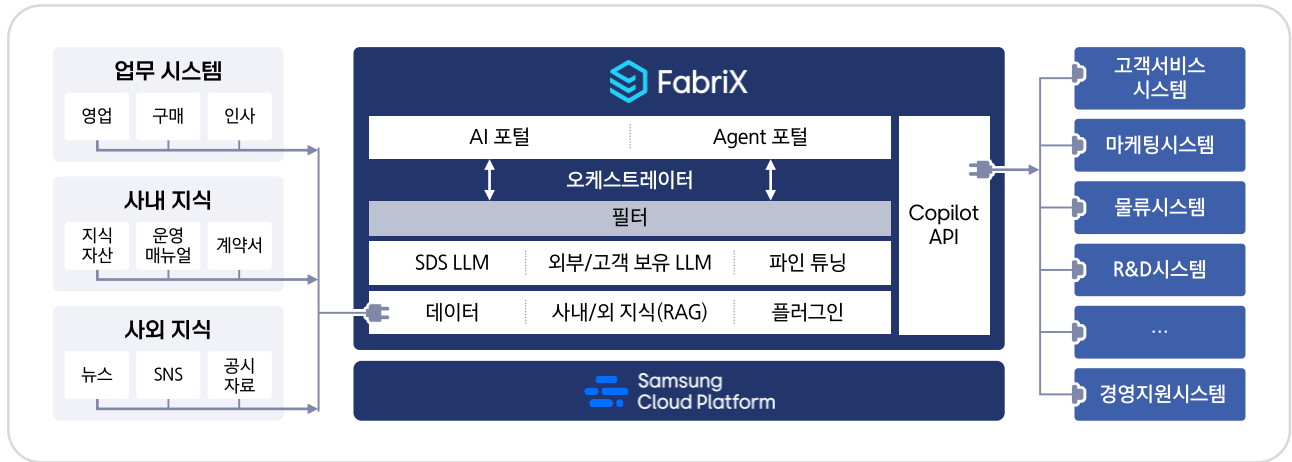 업무 시스템
영업
구매
인사
사내 지식
지식
자산
운영
매뉴얼
계약서
사외 지식
뉴스
SNS
공시
자료
FabriX
AI 포털
Agent 포털
오케스트레이터
필터
SDS LLM
외부/고객 보유 LLM
파인 튜닝
데이터
사내/외 지식(RAG)
플러그인
Copilot
API
Samsung
Cloud Platform
고객서비스
시스템
마케팅시스템
물류시스템
R&D시스템
...
경영지원시스템